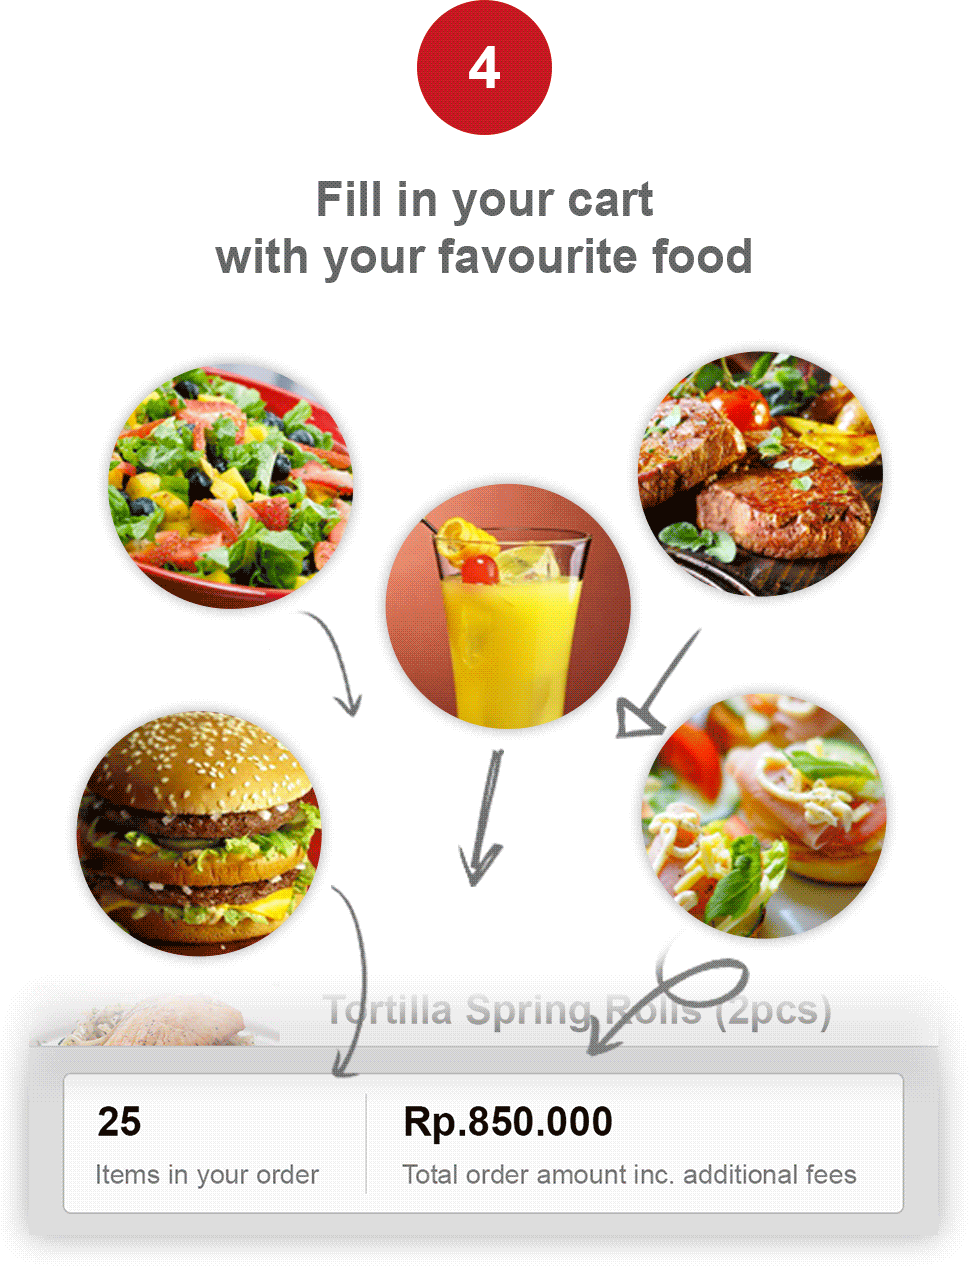 4
Fill in your cart
with your favourite food
Tortilla Spring Rolls (2pcs)
25
Items in your order
Rp.850.000
Total order amount inc. additional fees